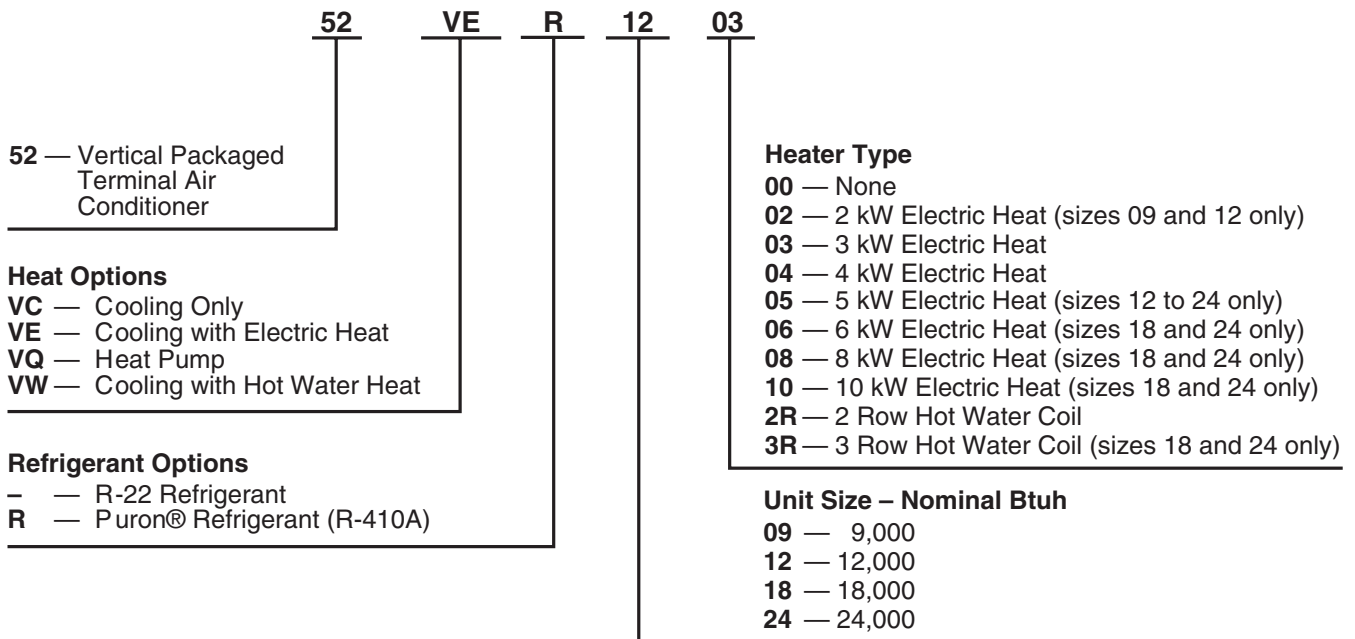 52 VE R 12 03
52 — Vertical Packaged
Terminal Air
Conditioner
Heat Options
VC — Cooling Only
VE — Cooling with Electric Heat
VQ — Heat Pump
VW — Cooling with Hot Water Heat
Refrigerant Options
– — R-22 Refrigerant
R — Puron® Refrigerant (R-410A)
Heater Type
00 — None
02 — 2 kW Electric Heat (sizes 09 and 12 only)
03 — 3 kW Electric Heat
04 — 4 kW Electric Heat
05 — 5 kW Electric Heat (sizes 12 to 24 only)
06 — 6 kW Electric Heat (sizes 18 and 24 only)
08 — 8 kW Electric Heat (sizes 18 and 24 only)
10 — 10 kW Electric Heat (sizes 18 and 24 only)
2R — 2 Row Hot Water Coil
3R — 3 Row Hot Water Coil (sizes 18 and 24 only)
Unit Size – Nominal Btuh
09 — 9,000
12 — 12,000
18 — 18,000
24 — 24,000